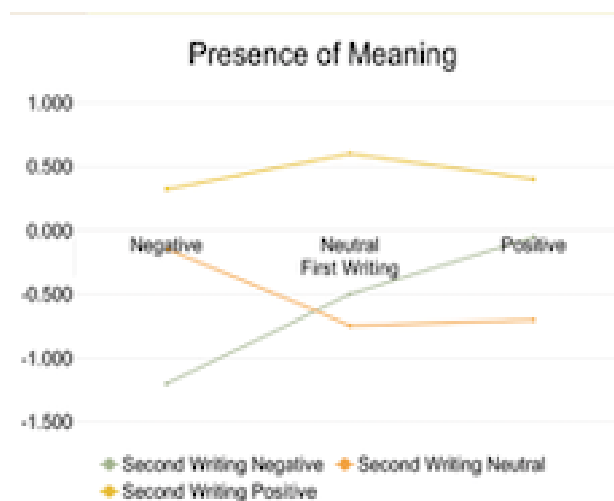 Presence of Meaning
1.000
0.500
0.000
Negative Neutral Positive
First Writing
-0.500
-1.000
-1.500
Second Writing Negative Second Writing Neutral
Second Writing Positive